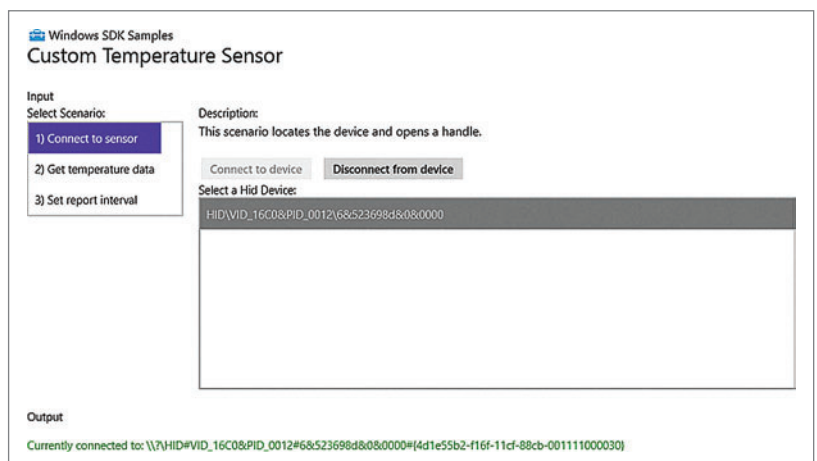 Windows SDK Samples
Custom Temperature Sensor
Input
Select Scenario:
1) Connect to sensor
2) Get temperature data
3) Set report interval
Description:
This scenario locates the device and opens a handle.
Connect to device Disconnect from device
Select a Hid Device:
HID\VID_16C0&PID_0012\6&523698d&0&0000
Output
Currently connected to: \\?\HID#VID_16C0&PID_0012#6&523698d&0&0000#{4d1e55b2-f16f-11cf-88cb-001111000030}